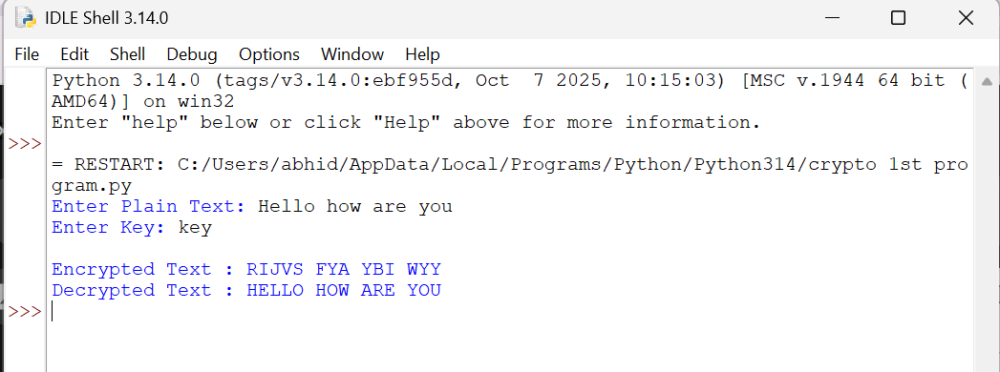 IDLE Shell 3.14.0
File Edit Shell Debug Options Window Help
Python 3.14.0 (tags/v3.14.0:ebf955d, Oct  7 2025, 10:15:03) [MSC v.1944 64 bit (
AMD64)] on win32
Enter "help" below or click "Help" above for more information.
>>>
= RESTART: C:/Users/abhid/AppData/Local/Programs/Python/Python314/crypto 1st pro
gram.py
Enter Plain Text: Hello how are you
Enter Key: key
Encrypted Text : RIJVS FYA YBI WYY
Decrypted Text : HELLO HOW ARE YOU
>>>